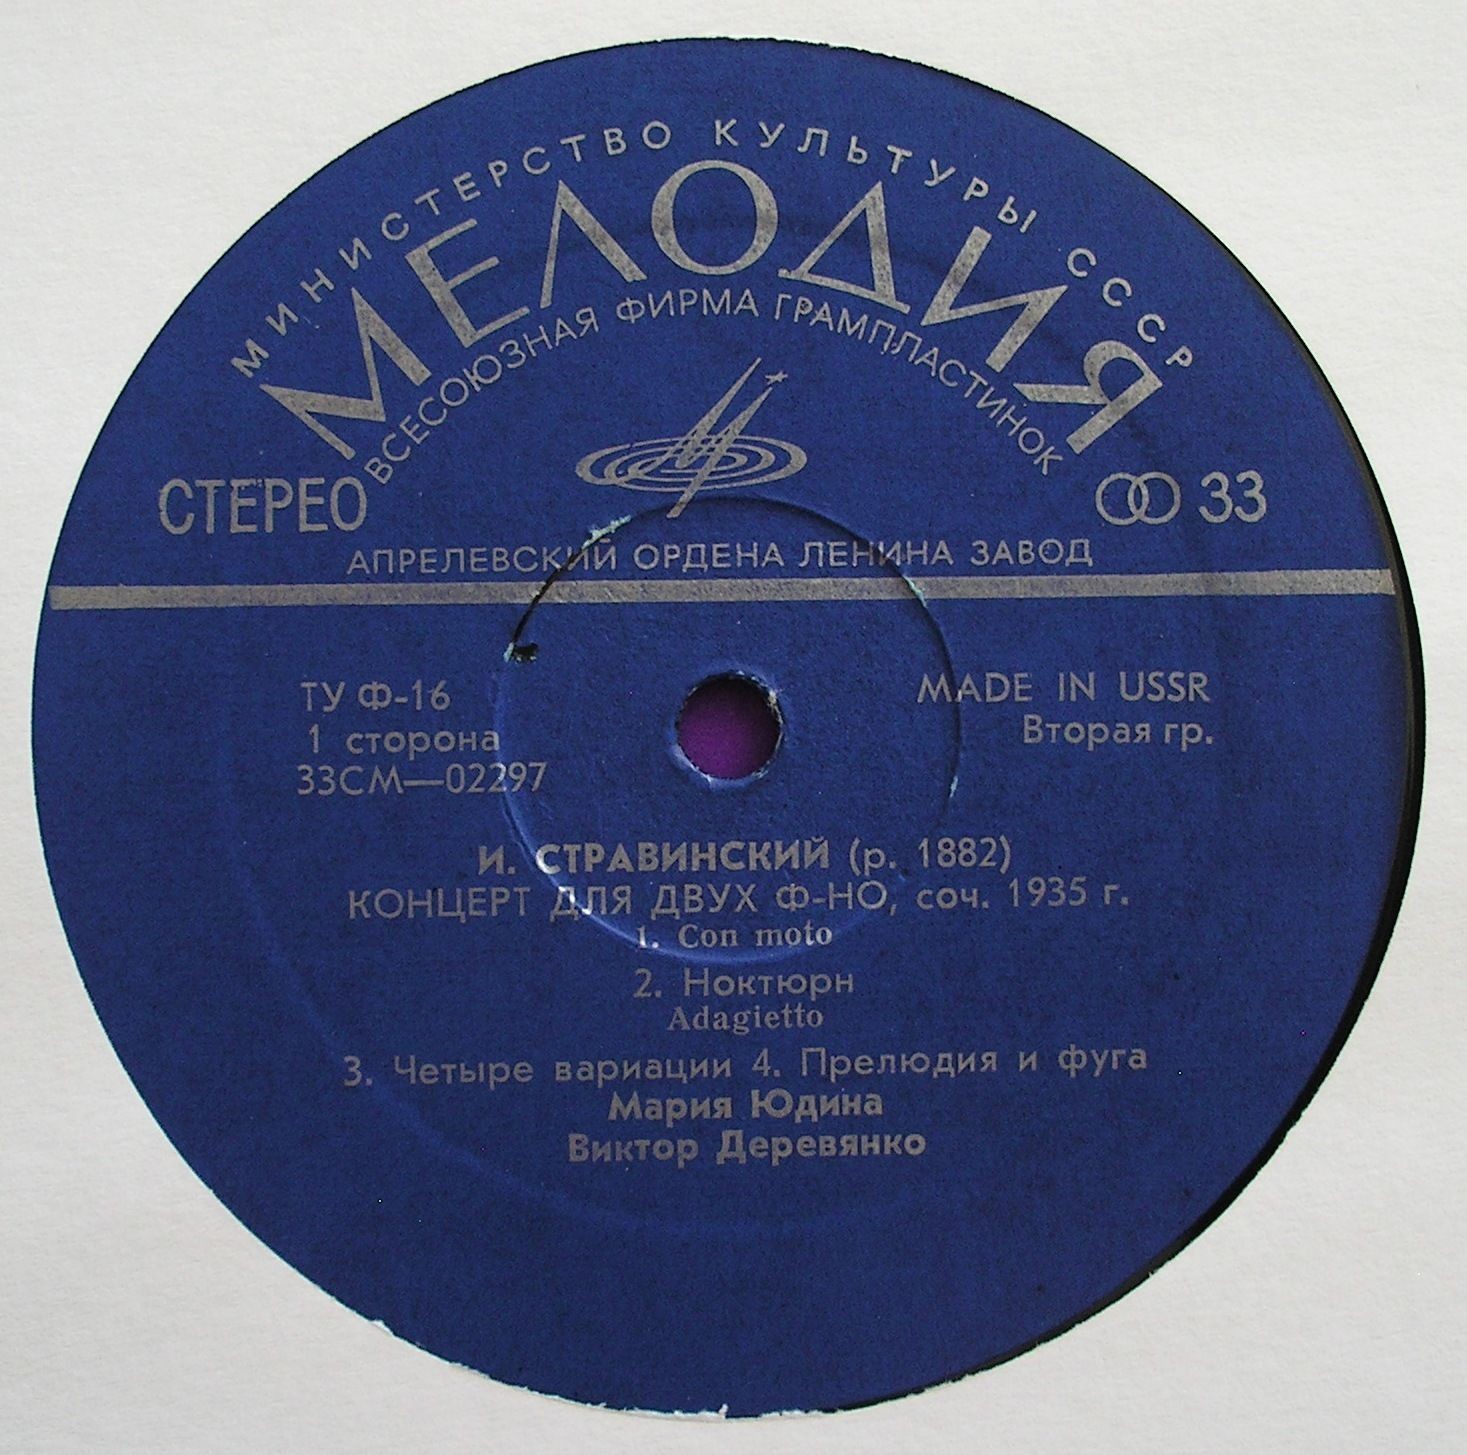 МИНИСТЕРСТВО КУЛЬТУРЫ СССР
МЕЛОДИЯ
ВСЕСОЮЗНАЯ ФИРМА ГРАМПЛАСТИНОК
СТЕРЕО
33
АПРЕЛЕВСКИЙ ОРДЕНА ЛЕНИНА ЗАВОД
ТУ Ф-16
MADE IN USSR
1 сторона
Вторая гр.
33СМ—02297
И. СТРАВИНСКИЙ (р. 1882)
КОНЦЕРТ ДЛЯ ДВУХ Ф-НО, соч. 1935 г.
1. Con moto
2. Ноктюрн
Adagietto
3. Четыре вариации 4. Прелюдия и фуга
Мария Юдина
Виктор Деревянко